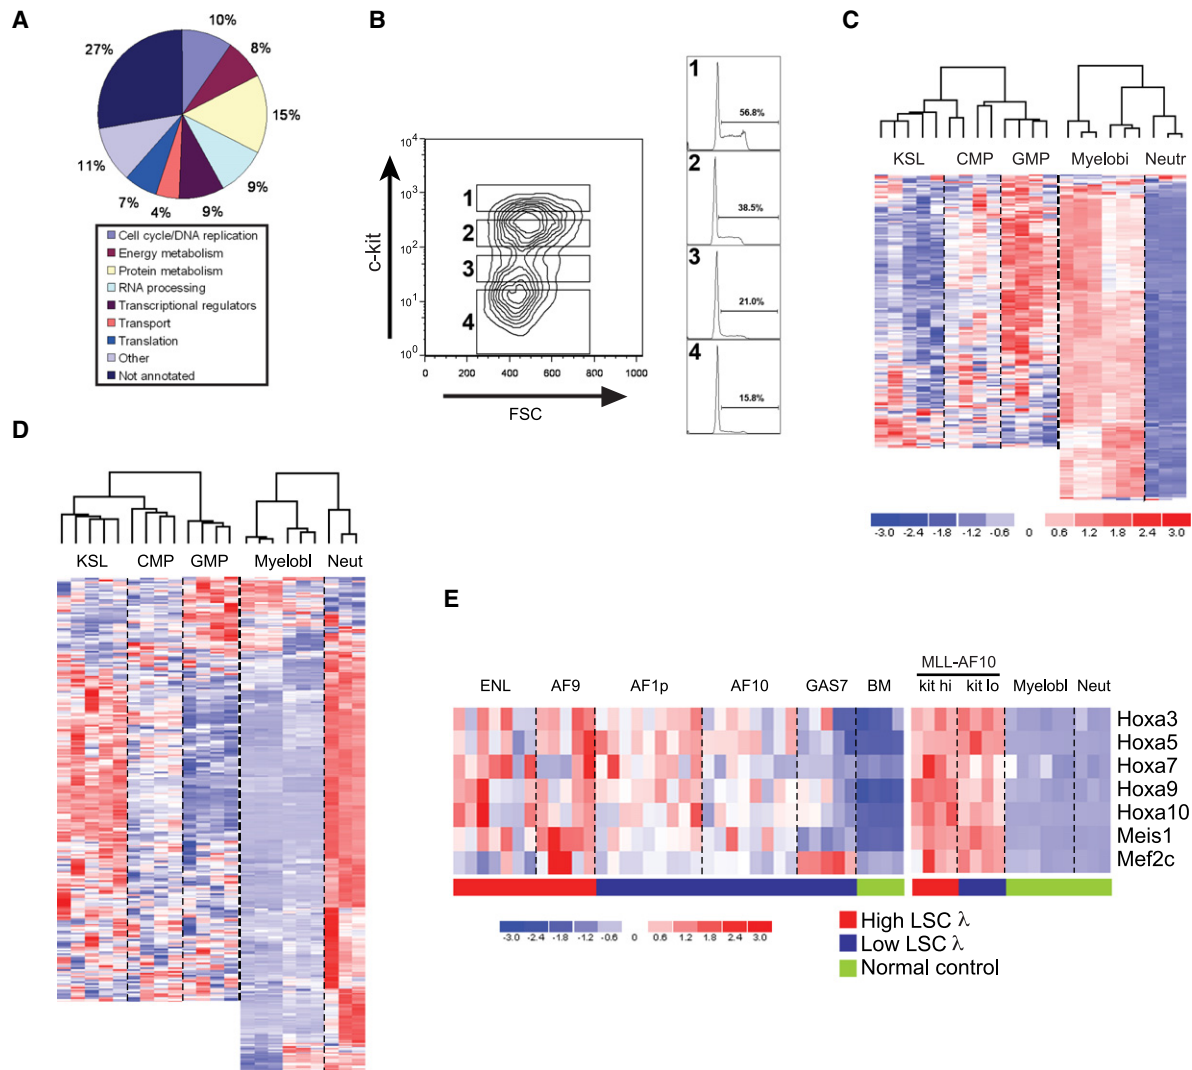 A
10%
8%
15%
9%
9%
4%
7%
11%
27%
Cell cycle/DNA replication
Energy metabolism
Protein metabolism
RNA processing
Transcriptional regulators
Transport
Translation
Other
Not annotated
B
c-kit
10^4
10^3
10^2
10^1
10^0
1
2
3
4
0 200 400 600 800 1000
FSC
1
56.8%
2
38.5%
3
21.0%
4
15.8%
C
KSL CMP GMP Myelobi Neutr
-3.0 -2.4 -1.8 -1.2 -0.6 0 0.6 1.2 1.8 2.4 3.0
D
KSL CMP GMP Myelobl Neut
E
MLL-AF10
ENL AF9 AF1p AF10 GAS7 BM kit hi kit lo Myelobl Neut
Hoxa3
Hoxa5
Hoxa7
Hoxa9
Hoxa10
Meis1
Mef2c
-3.0 -2.4 -1.8 -1.2 -0.6 0 0.6 1.2 1.8 2.4 3.0
High LSC λ
Low LSC λ
Normal control